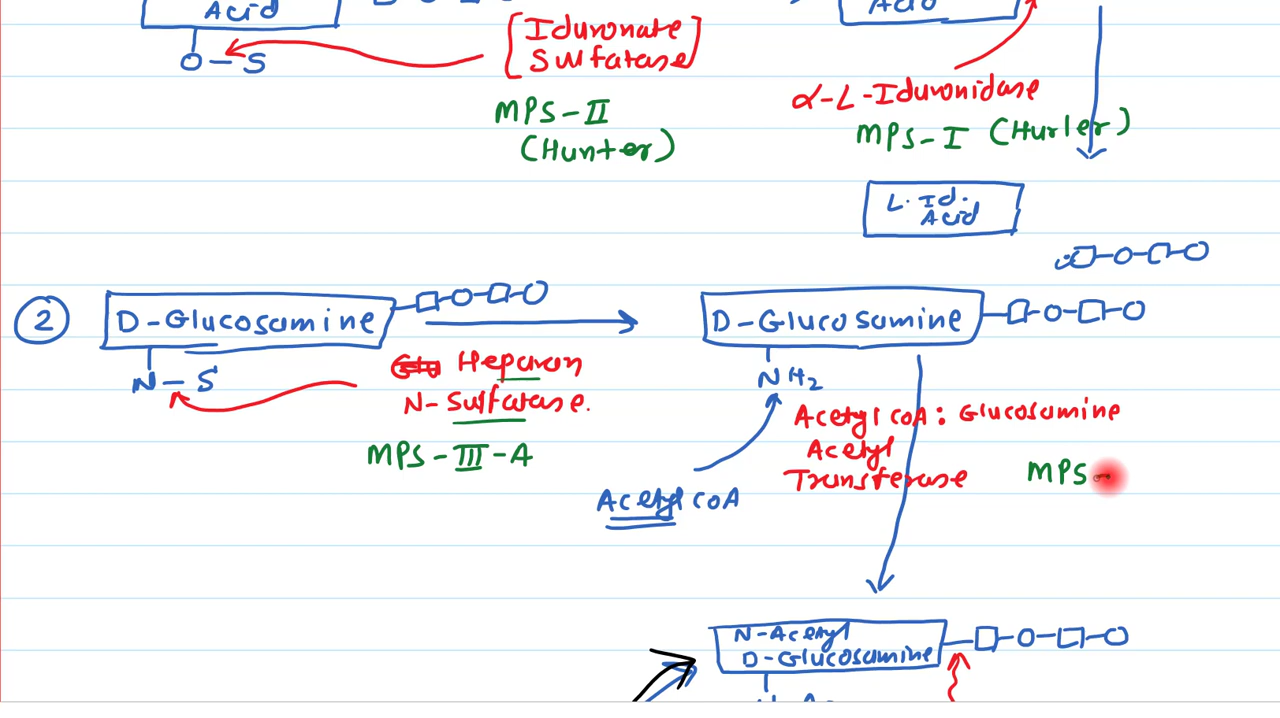 Acid
O-S
[Iduronate
Sulfatase]
MPS-II
(Hunter)
Acid
α-L-Iduronidase
MPS-I (Hurler)
L. Id.
Acid
2
D-Glucosamine
N-S
Heparan
N-Sulfatase.
MPS-III-A
D-Glucosamine
NH2
Acetyl CoA
Acetyl CoA: Glucosamine
Acetyl
Transferase
MPS-
N-Acetyl
D-Glucosamine